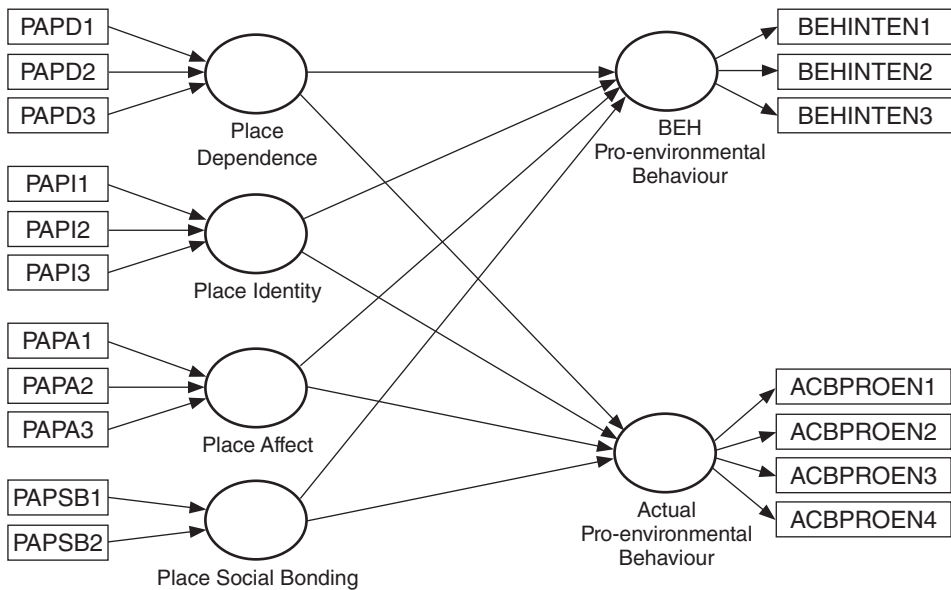 PAPD1
PAPD2
PAPD3
Place
Dependence
PAPI1
PAPI2
PAPI3
Place Identity
PAPA1
PAPA2
PAPA3
Place Affect
PAPSB1
PAPSB2
Place Social Bonding
BEH
Pro-environmental
Behaviour
BEHINTEN1
BEHINTEN2
BEHINTEN3
Actual
Pro-environmental
Behaviour
ACBPROEN1
ACBPROEN2
ACBPROEN3
ACBPROEN4